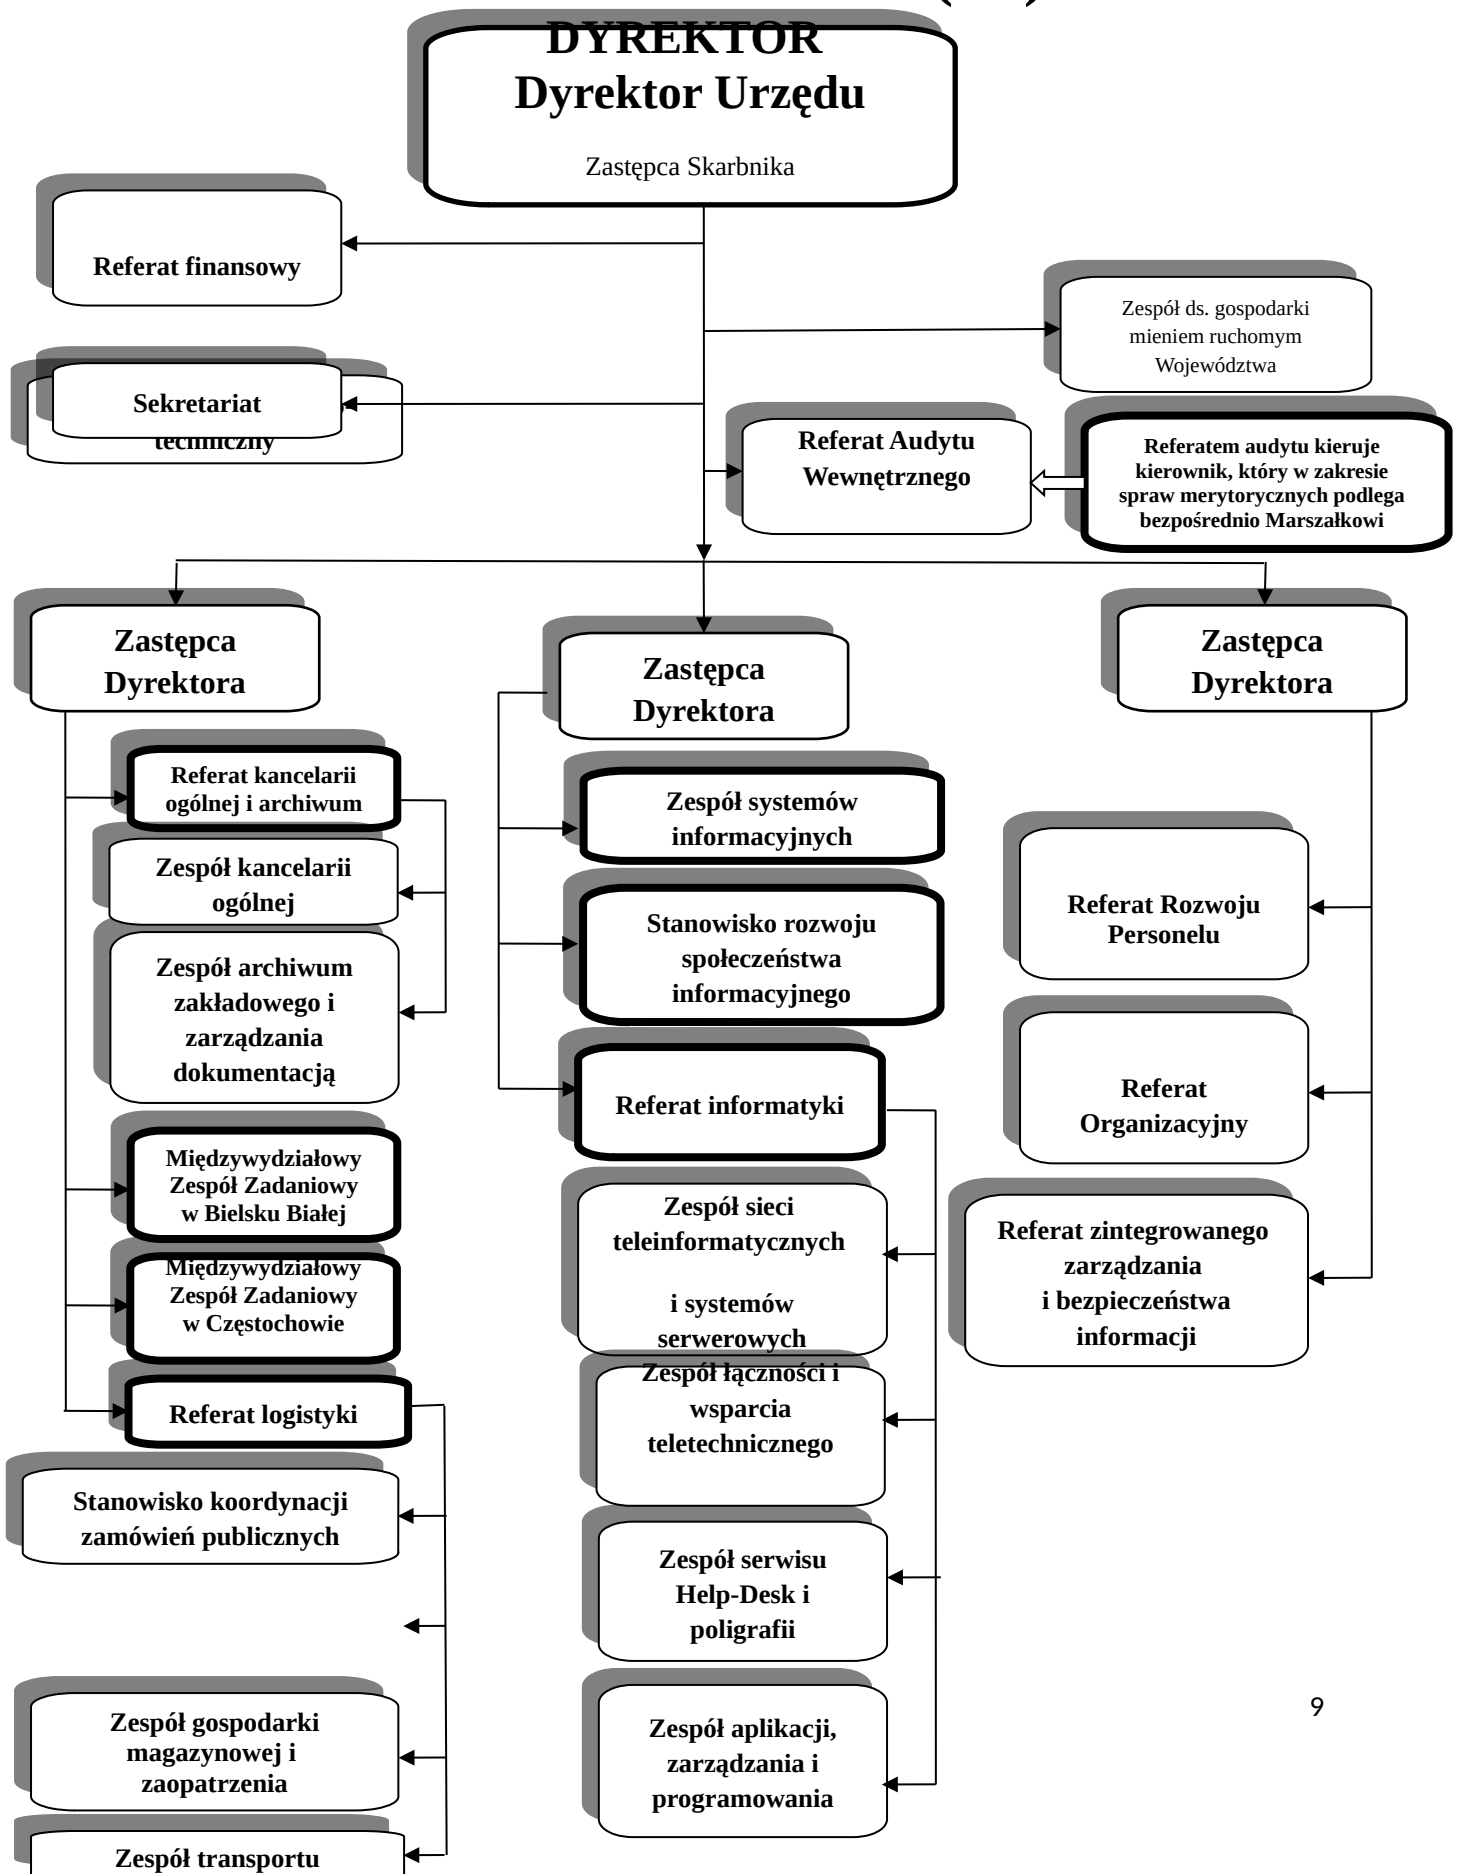 DYREKTOR
Dyrektor Urzędu
Zastępca Skarbnika
Referat finansowy
Zespół ds. gospodarki
mieniem ruchomym
Województwa
Sekretariat
techniczny
Referat Audytu
Wewnętrznego
Referatem audytu kieruje
kierownik, który w zakresie
spraw merytorycznych podlega
bezpośrednio Marszałkowi
Zastępca
Dyrektora
Zastępca
Dyrektora
Zastępca
Dyrektora
Referat kancelarii
ogólnej i archiwum
Zespół kancelarii
ogólnej
Zespół archiwum
zakładowego i
zarządzania
dokumentacją
Międzywydziałowy
Zespół Zadaniowy
w Bielsku Białej
Międzywydziałowy
Zespół Zadaniowy
w Częstochowie
Referat logistyki
Stanowisko koordynacji
zamówień publicznych
Zespół gospodarki
magazynowej i
zaopatrzenia
Zespół transportu
Zespół systemów
informacyjnych
Stanowisko rozwoju
społeczeństwa
informacyjnego
Referat informatyki
Zespół sieci
teleinformatycznych
i systemów
serwerowych
Zespół łączności i
wsparcia
teletechnicznego
Zespół serwisu
Help-Desk i
poligrafii
Zespół aplikacji,
zarządzania i
programowania
Referat Rozwoju
Personelu
Referat
Organizacyjny
Referat zintegrowanego
zarządzania
i bezpieczeństwa
informacji
9